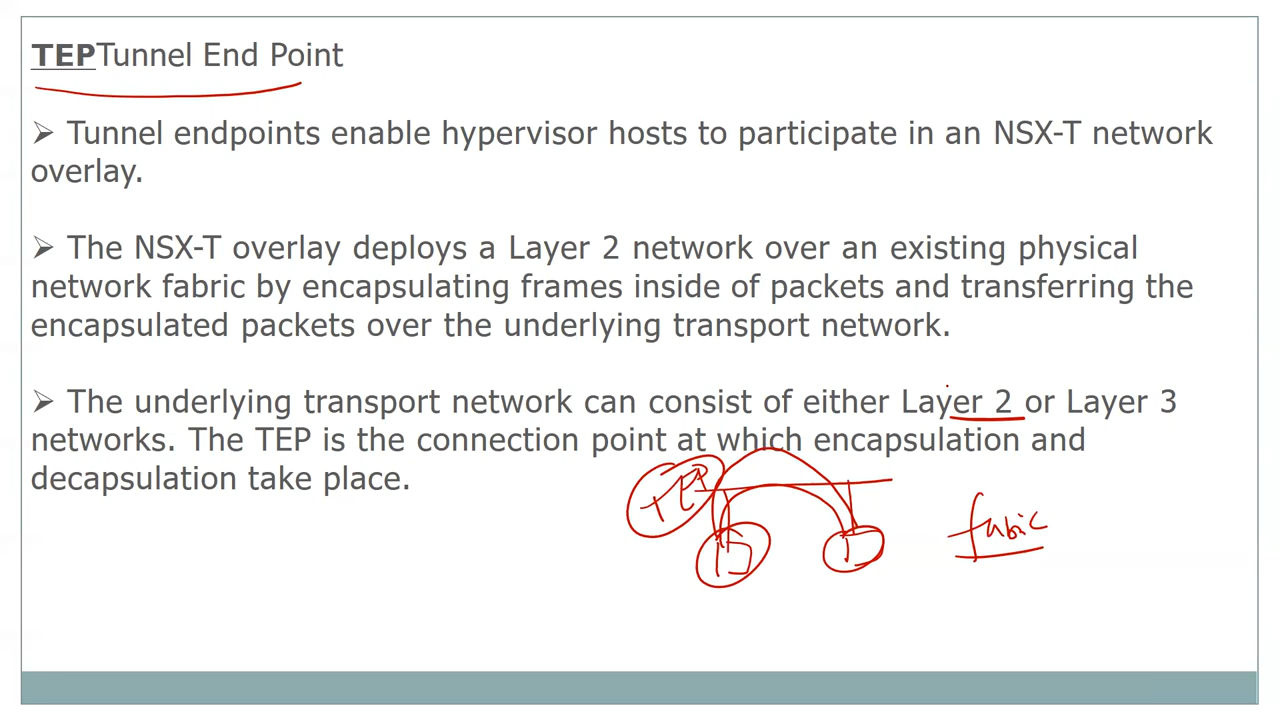 TEPTunnel End Point
➢ Tunnel endpoints enable hypervisor hosts to participate in an NSX-T network
overlay.
➢ The NSX-T overlay deploys a Layer 2 network over an existing physical
network fabric by encapsulating frames inside of packets and transferring the
encapsulated packets over the underlying transport network.
➢ The underlying transport network can consist of either Layer 2 or Layer 3
networks. The TEP is the connection point at which encapsulation and
decapsulation take place.
TEP
fabic